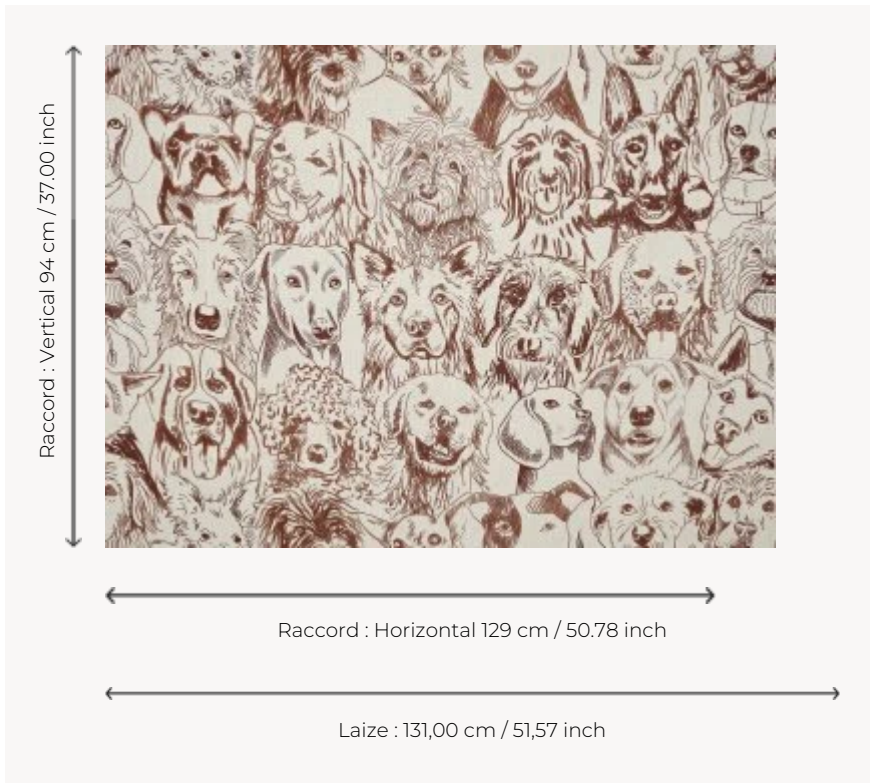 Raccord : Vertical 94 cm / 37.00 inch
Raccord : Horizontal 129 cm / 50.78 inch
Laize : 131,00 cm / 51,57 inch